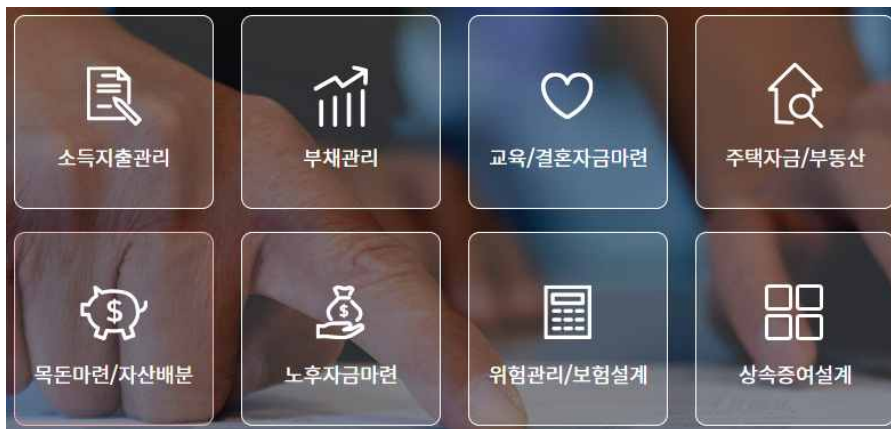 소득지출관리
부채관리
교육/결혼자금마련
주택자금/부동산
목돈마련/자산배분
노후자금마련
위험관리/보험설계
상속증여설계